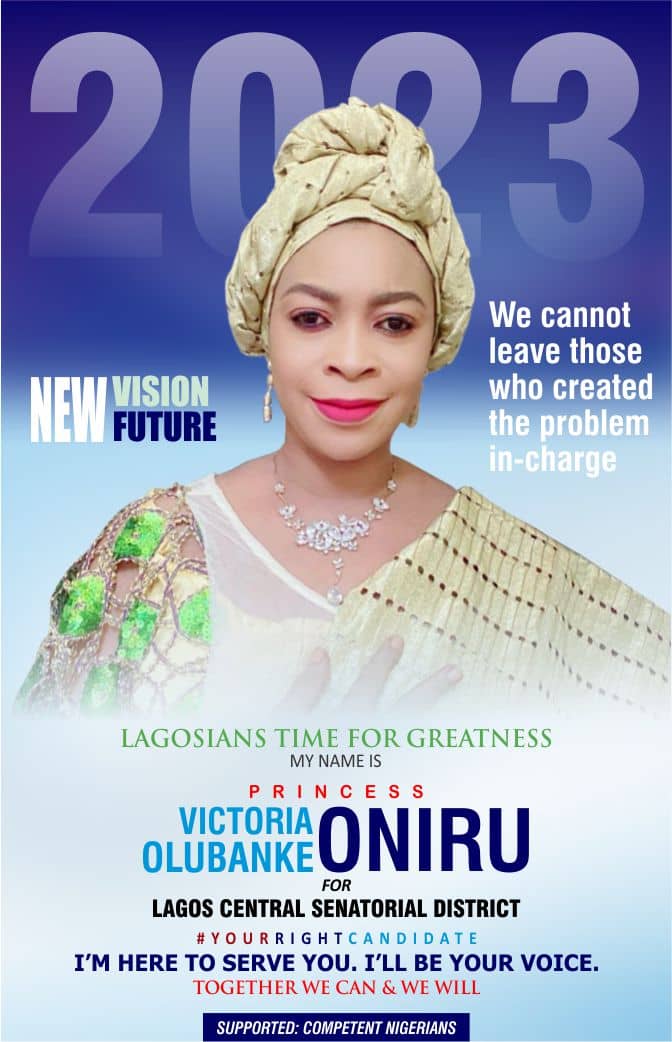 2023
We cannot
leave those
who created
the problem
in-charge
NEW VISION
FUTURE
LAGOSIANS TIME FOR GREATNESS
MY NAME IS
PRINCESS
VICTORIA
OLUBANKE ONIRU
FOR
LAGOS CENTRAL SENATORIAL DISTRICT
#YOURRIGHTCANDIDATE
I'M HERE TO SERVE YOU. I'LL BE YOUR VOICE.
TOGETHER WE CAN & WE WILL
SUPPORTED: COMPETENT NIGERIANS